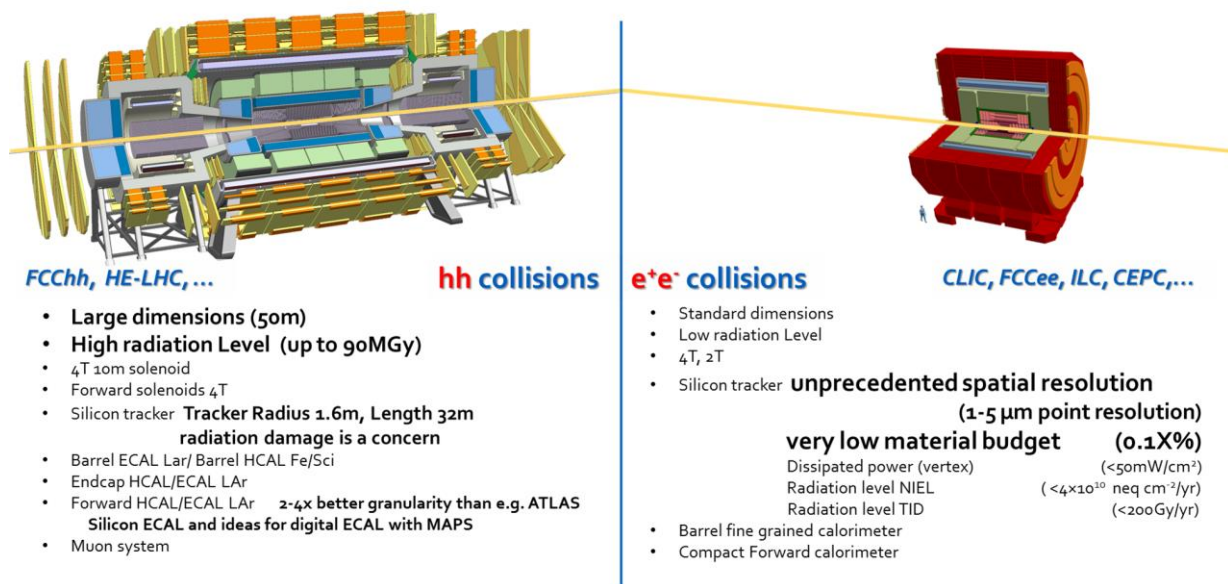 FCChh, HE-LHC, ...
hh collisions
• Large dimensions (50m)
• High radiation Level (up to 90MGy)
• 4T 10m solenoid
• Forward solenoids 4T
• Silicon tracker Tracker Radius 1.6m, Length 32m
radiation damage is a concern
• Barrel ECAL Lar/ Barrel HCAL Fe/Sci
• Endcap HCAL/ECAL LAr
• Forward HCAL/ECAL LAr 2-4x better granularity than e.g. ATLAS
Silicon ECAL and ideas for digital ECAL with MAPS
• Muon system
e⁺e⁻ collisions
CLIC, FCCee, ILC, CEPC,...
• Standard dimensions
• Low radiation Level
• 4T, 2T
• Silicon tracker unprecedented spatial resolution
(1-5 μm point resolution)
very low material budget (0.1X%)
Dissipated power (vertex) (<50mW/cm²)
Radiation level NIEL ( <4×10¹⁰ neq cm⁻²/yr)
Radiation level TID (<200Gy/yr)
• Barrel fine grained calorimeter
• Compact Forward calorimeter